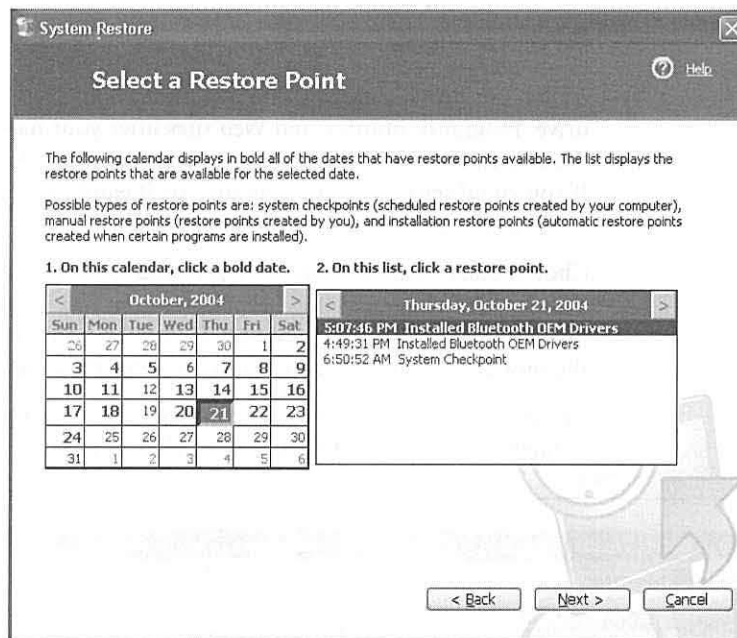 System Restore
Select a Restore Point
Help
The following calendar displays in bold all of the dates that have restore points available. The list displays the
restore points that are available for the selected date.
Possible types of restore points are: system checkpoints (scheduled restore points created by your computer),
manual restore points (restore points created by you), and installation restore points (automatic restore points
created when certain programs are installed).
1. On this calendar, click a bold date.
2. On this list, click a restore point.
< October, 2004 >
Sun Mon Tue Wed Thu Fri Sat
26 27 28 29 30 1 2
3 4 5 6 7 8 9
10 11 12 13 14 15 16
17 18 19 20 21 22 23
24 25 26 27 28 29 30
31 1 2 3 4 5 6
< Thursday, October 21, 2004 >
5:07:46 PM Installed Bluetooth OEM Drivers
4:49:31 PM Installed Bluetooth OEM Drivers
6:50:52 AM System Checkpoint
< Back
Next >
Cancel